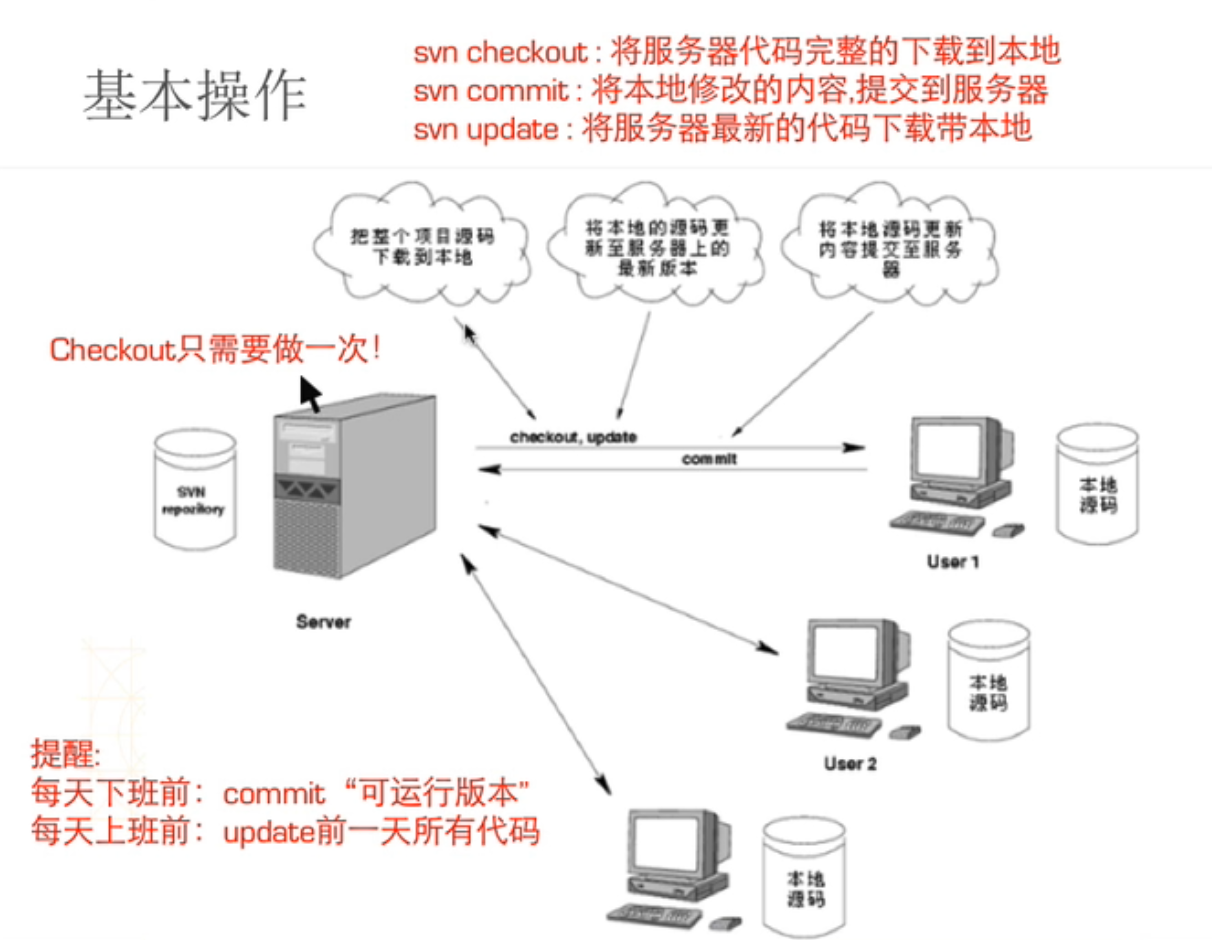 基本操作
svn checkout : 将服务器代码完整的下载到本地
svn commit : 将本地修改的内容,提交到服务器
svn update : 将服务器最新的代码下载带本地
把整个项目源码
下载到本地
将本地的源码更
新至服务器上的
最新版本
将本地源码更新
内容提交至服务
器
Checkout只需要做一次!
checkout, update
commit
SVN
repozitory
本地
源码
User 1
Server
本地
源码
User 2
提醒:
每天下班前: commit “可运行版本”
每天上班前: update前一天所有代码
本地
源码